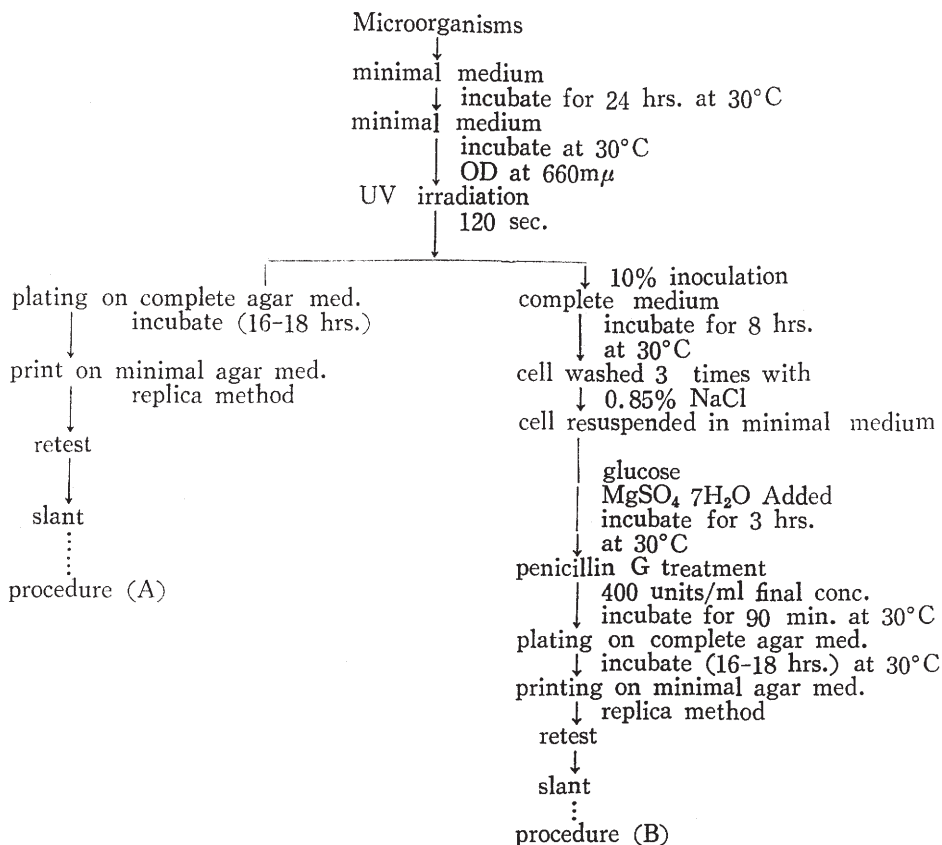 Microorganisms
minimal medium
incubate for 24 hrs. at 30°C
minimal medium
incubate at 30°C
OD at 660mμ
UV irradiation
120 sec.
plating on complete agar med.
incubate (16-18 hrs.)
print on minimal agar med.
replica method
retest
slant
procedure (A)
10% inoculation
complete medium
incubate for 8 hrs.
at 30°C
cell washed 3 times with
0.85% NaCl
cell resuspended in minimal medium
glucose
MgSO₄ 7H₂O Added
incubate for 3 hrs.
at 30°C
penicillin G treatment
400 units/ml final conc.
incubate for 90 min. at 30°C
plating on complete agar med.
incubate (16-18 hrs.) at 30°C
printing on minimal agar med.
replica method
retest
slant
procedure (B)